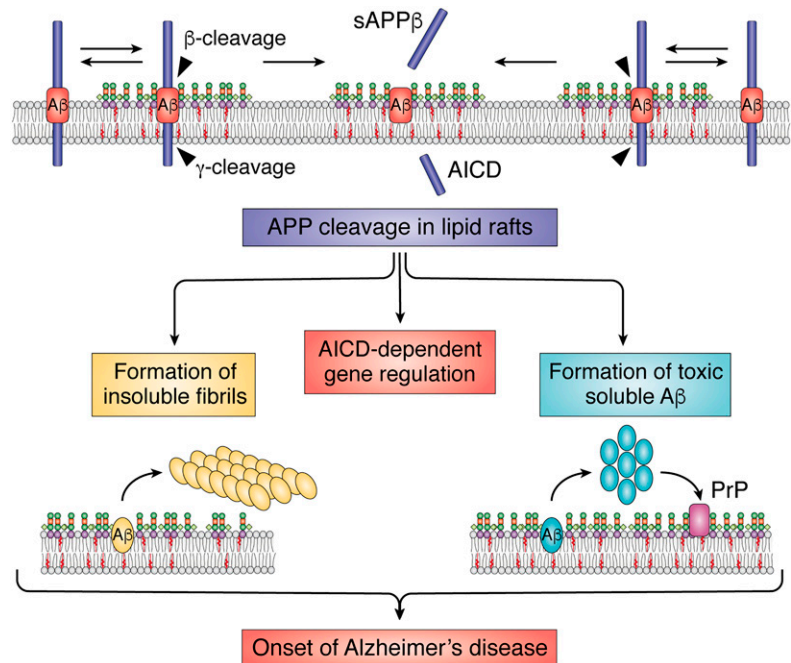 sAPPβ
β-cleavage
Aβ
Aβ
Aβ
Aβ
Aβ
γ-cleavage
AICD
APP cleavage in lipid rafts
Formation of
insoluble fibrils
AICD-dependent
gene regulation
Formation of toxic
soluble Aβ
PrP
Aβ
Aβ
Onset of Alzheimer's disease